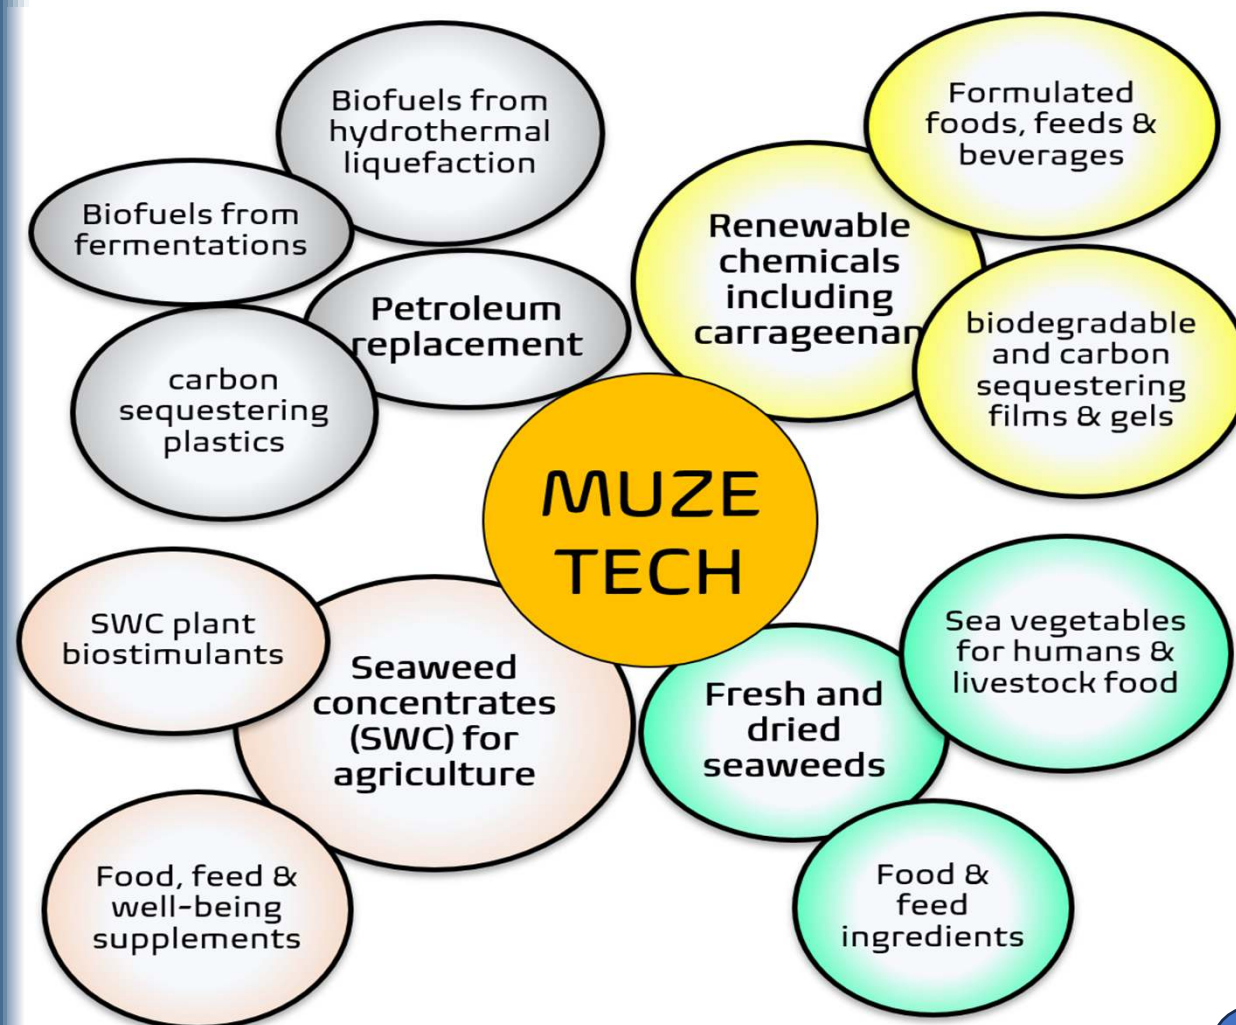 Biofuels from
hydrothermal
liquefaction
Biofuels from
fermentations
Petroleum
replacement
carbon
sequestering
plastics
Formulated
foods, feeds &
beverages
Renewable
chemicals
including
carrageenan
biodegradable
and carbon
sequestering
films & gels
MUZE
TECH
SWC plant
biostimulants
Seaweed
concentrates
(SWC) for
agriculture
Food, feed &
well-being
supplements
Sea vegetables
for humans &
livestock food
Fresh and
dried
seaweeds
Food &
feed
ingredients